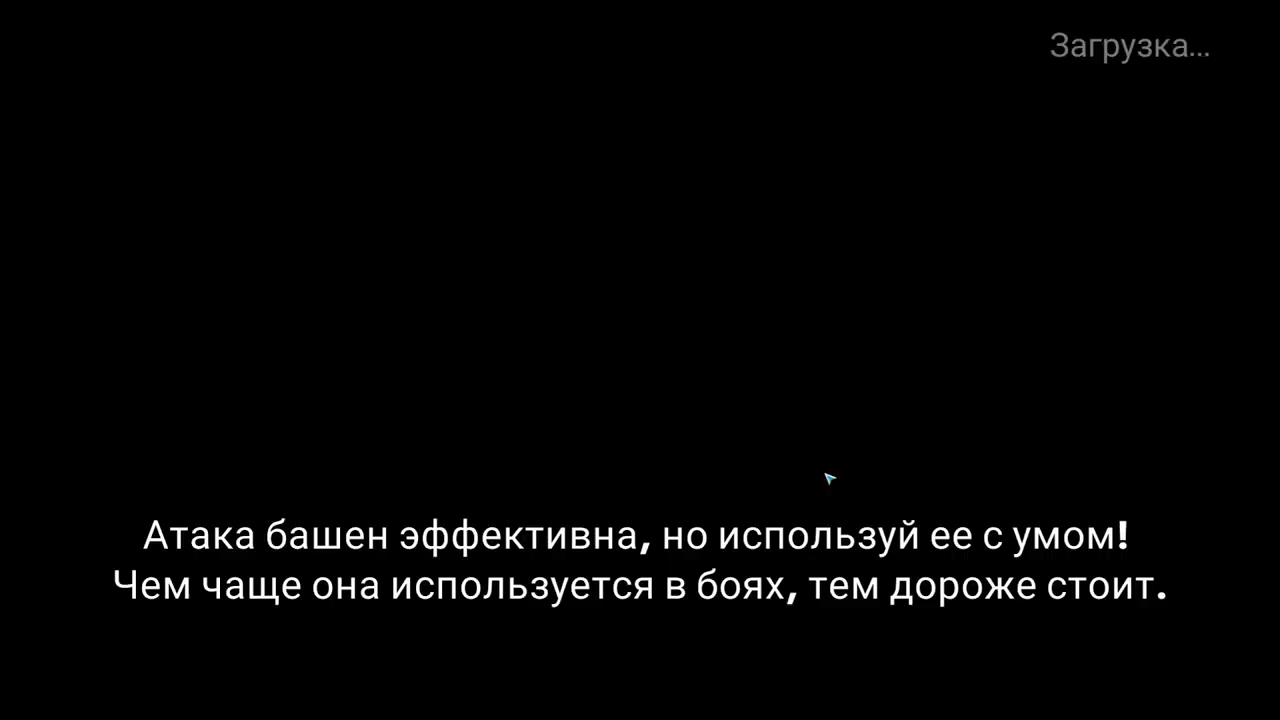 Загрузка...
Атака башен эффективна, но используй ее с умом!
Чем чаще она используется в боях, тем дороже стоит.